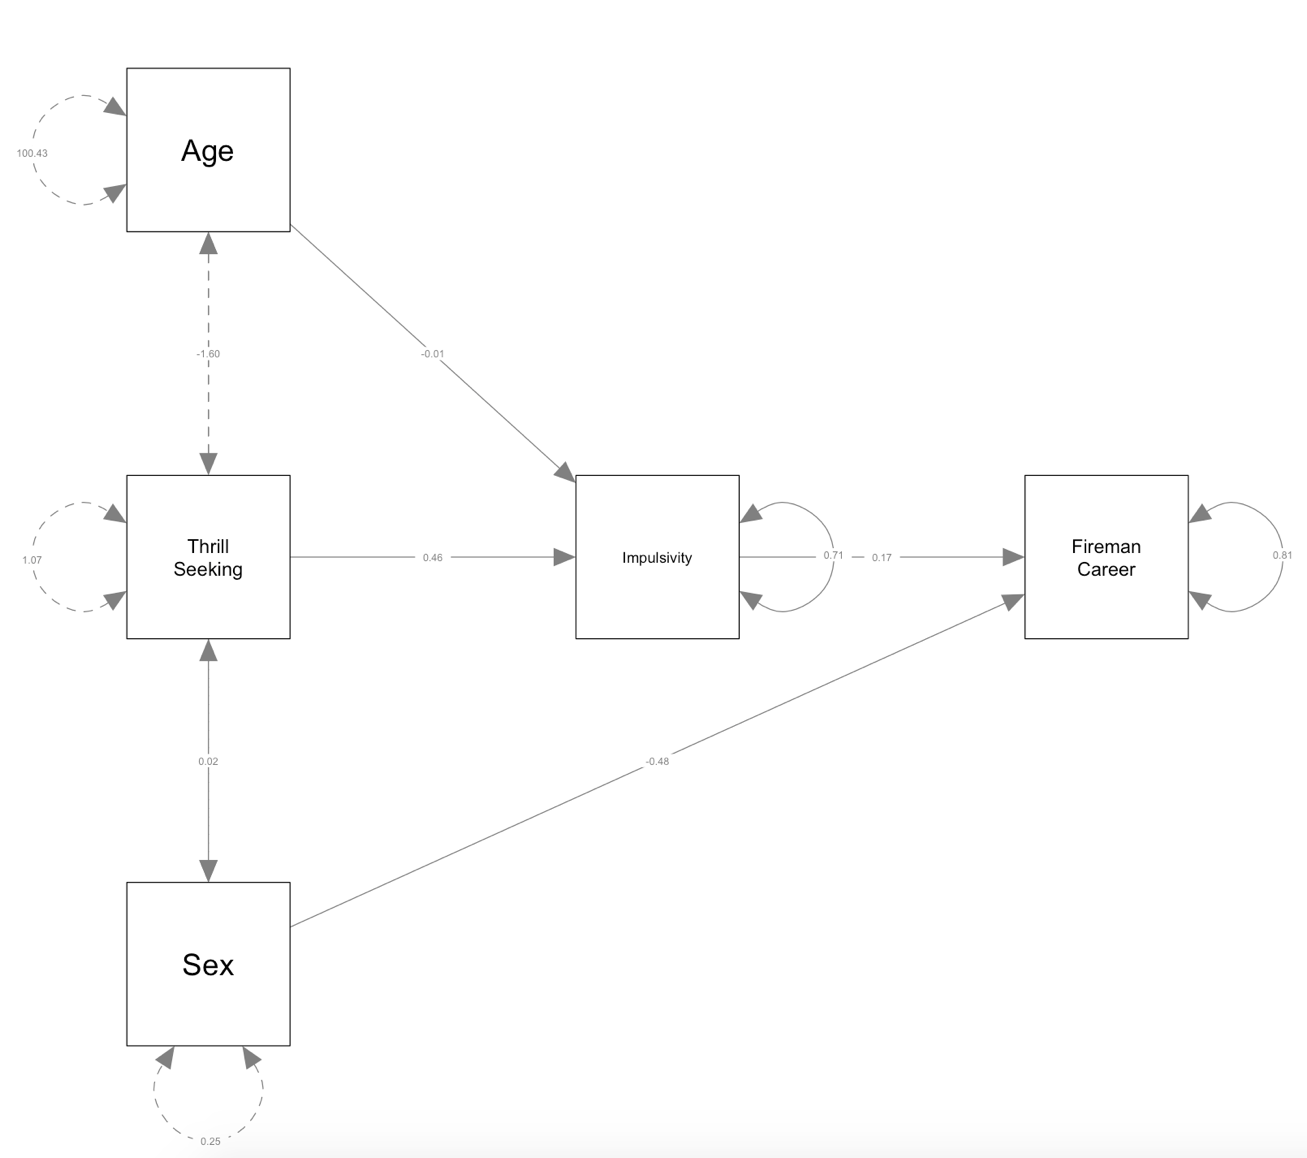 Age
100.43
-1.60
-0.01
Thrill
Seeking
1.07
0.46
Impulsivity
0.71
0.17
Fireman
Career
0.81
0.02
-0.48
Sex
0.25